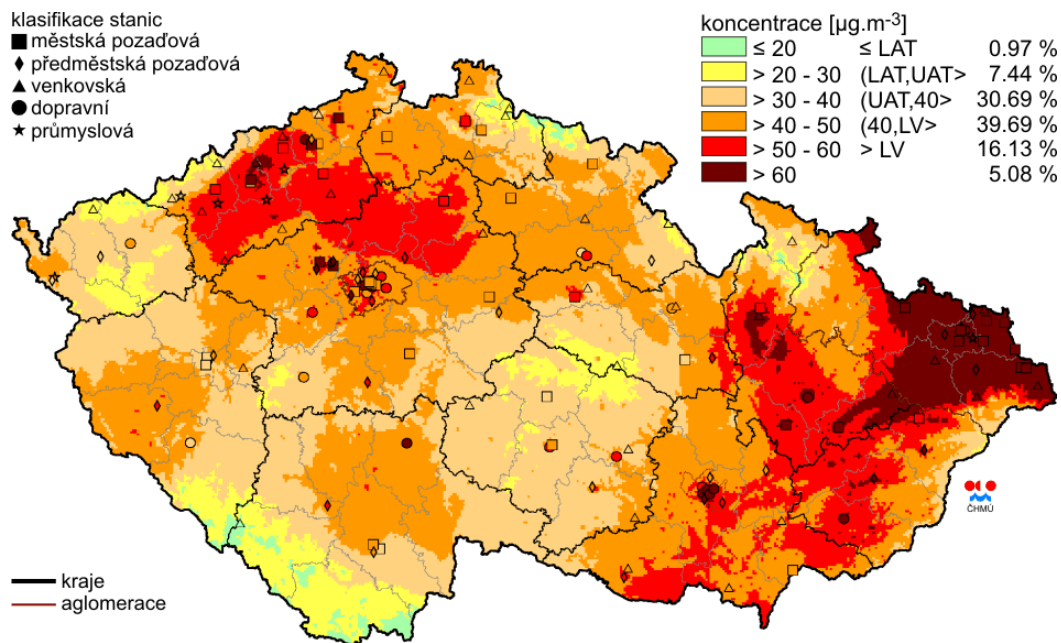 klasifikace stanic
městská pozaďová
předměstská pozaďová
venkovská
dopravní
průmyslová
koncentrace [µg.m-3]
≤ 20 ≤ LAT 0.97 %
> 20 - 30 (LAT,UAT> 7.44 %
> 30 - 40 (UAT,40> 30.69 %
> 40 - 50 (40,LV> 39.69 %
> 50 - 60 > LV 16.13 %
> 60 5.08 %
ČHMÚ
kraje
aglomerace